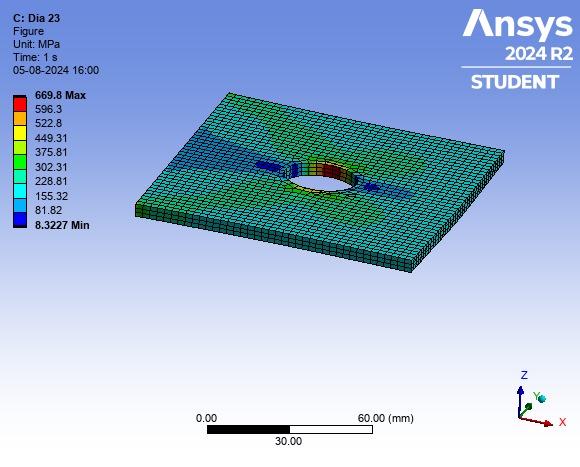 C: Dia 23
Figure
Unit: MPa
Time: 1 s
05-08-2024 16:00
669.8 Max
596.3
522.8
449.31
375.81
302.31
228.81
155.32
81.82
8.3227 Min
Ansys
2024 R2
STUDENT
0.00
60.00 (mm)
30.00
Z
Y
X